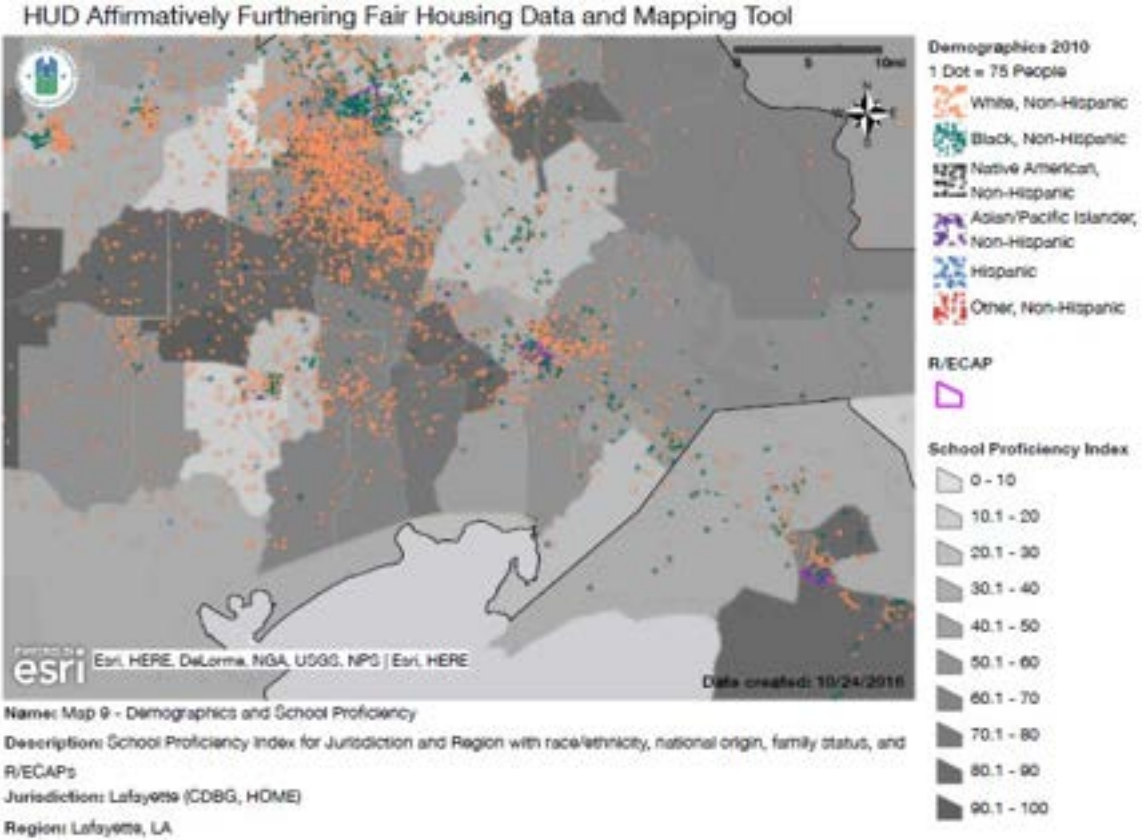 HUD Affirmatively Furthering Fair Housing Data and Mapping Tool
5
10mi
N
Demographics 2010
1 Dot = 75 People
White, Non-Hispanic
Black, Non-Hispanic
Native American,
Non-Hispanic
Asian/Pacific Islander,
Non-Hispanic
Hispanic
Other, Non-Hispanic
R/ECAP
School Proficiency Index
0 - 10
10.1 - 20
20.1 - 30
30.1 - 40
40.1 - 50
50.1 - 60
60.1 - 70
70.1 - 80
80.1 - 90
90.1 - 100
POWERED BY
esri
Esri, HERE, DeLorme, NGA, USGS, NPS | Esri, HERE
Date created: 10/24/2016
Name: Map 9 - Demographics and School Proficiency
Description: School Proficiency Index for Jurisdiction and Region with race/ethnicity, national origin, family status, and
R/ECAPs
Jurisdiction: Lafayette (CDBG, HOME)
Region: Lafayette, LA